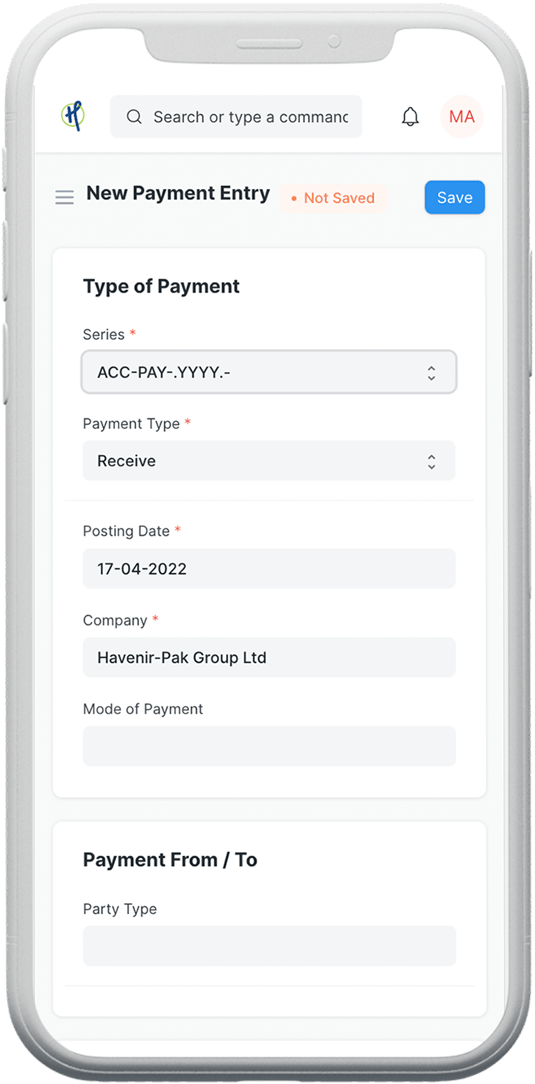 Search or type a comman
MA
New Payment Entry
• Not Saved
Save
Type of Payment
Series *
ACC-PAY-.YYYY.-
Payment Type *
Receive
Posting Date *
17-04-2022
Company *
Havenir-Pak Group Ltd
Mode of Payment
Payment From / To
Party Type